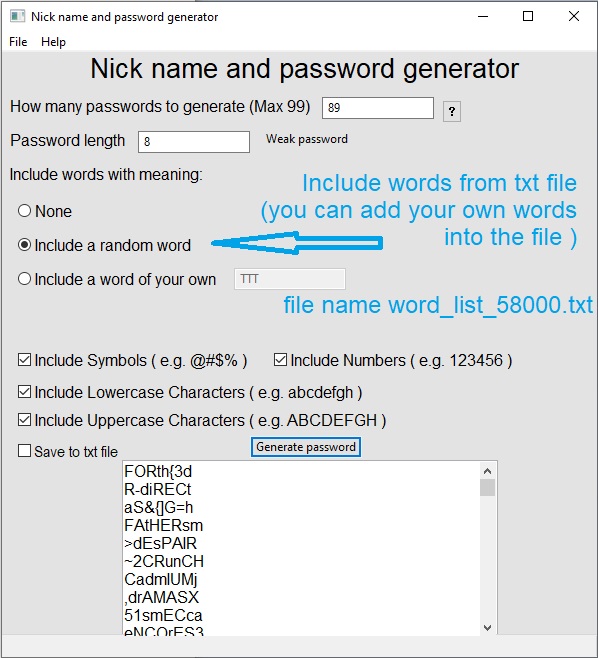 Nick name and password generator
File Help
Nick name and password generator
How many passwords to generate (Max 99) 89 ?
Password length 8 Weak password
Include words with meaning:
Include words from txt file
(you can add your own words
into the file )
None
Include a random word
Include a word of your own TTT
file name word_list_58000.txt
Include Symbols ( e.g. @#$% ) Include Numbers ( e.g. 123456 )
Include Lowercase Characters ( e.g. abcdefgh )
Include Uppercase Characters ( e.g. ABCDEFGH )
Save to txt file Generate password
FORth{3d
R-diRECt
aS&{]G=h
FAtHERsm
>dEsPAIR
~2CRunCH
CadmIUMj
,drAMASX
51smECca
eNCOrES3